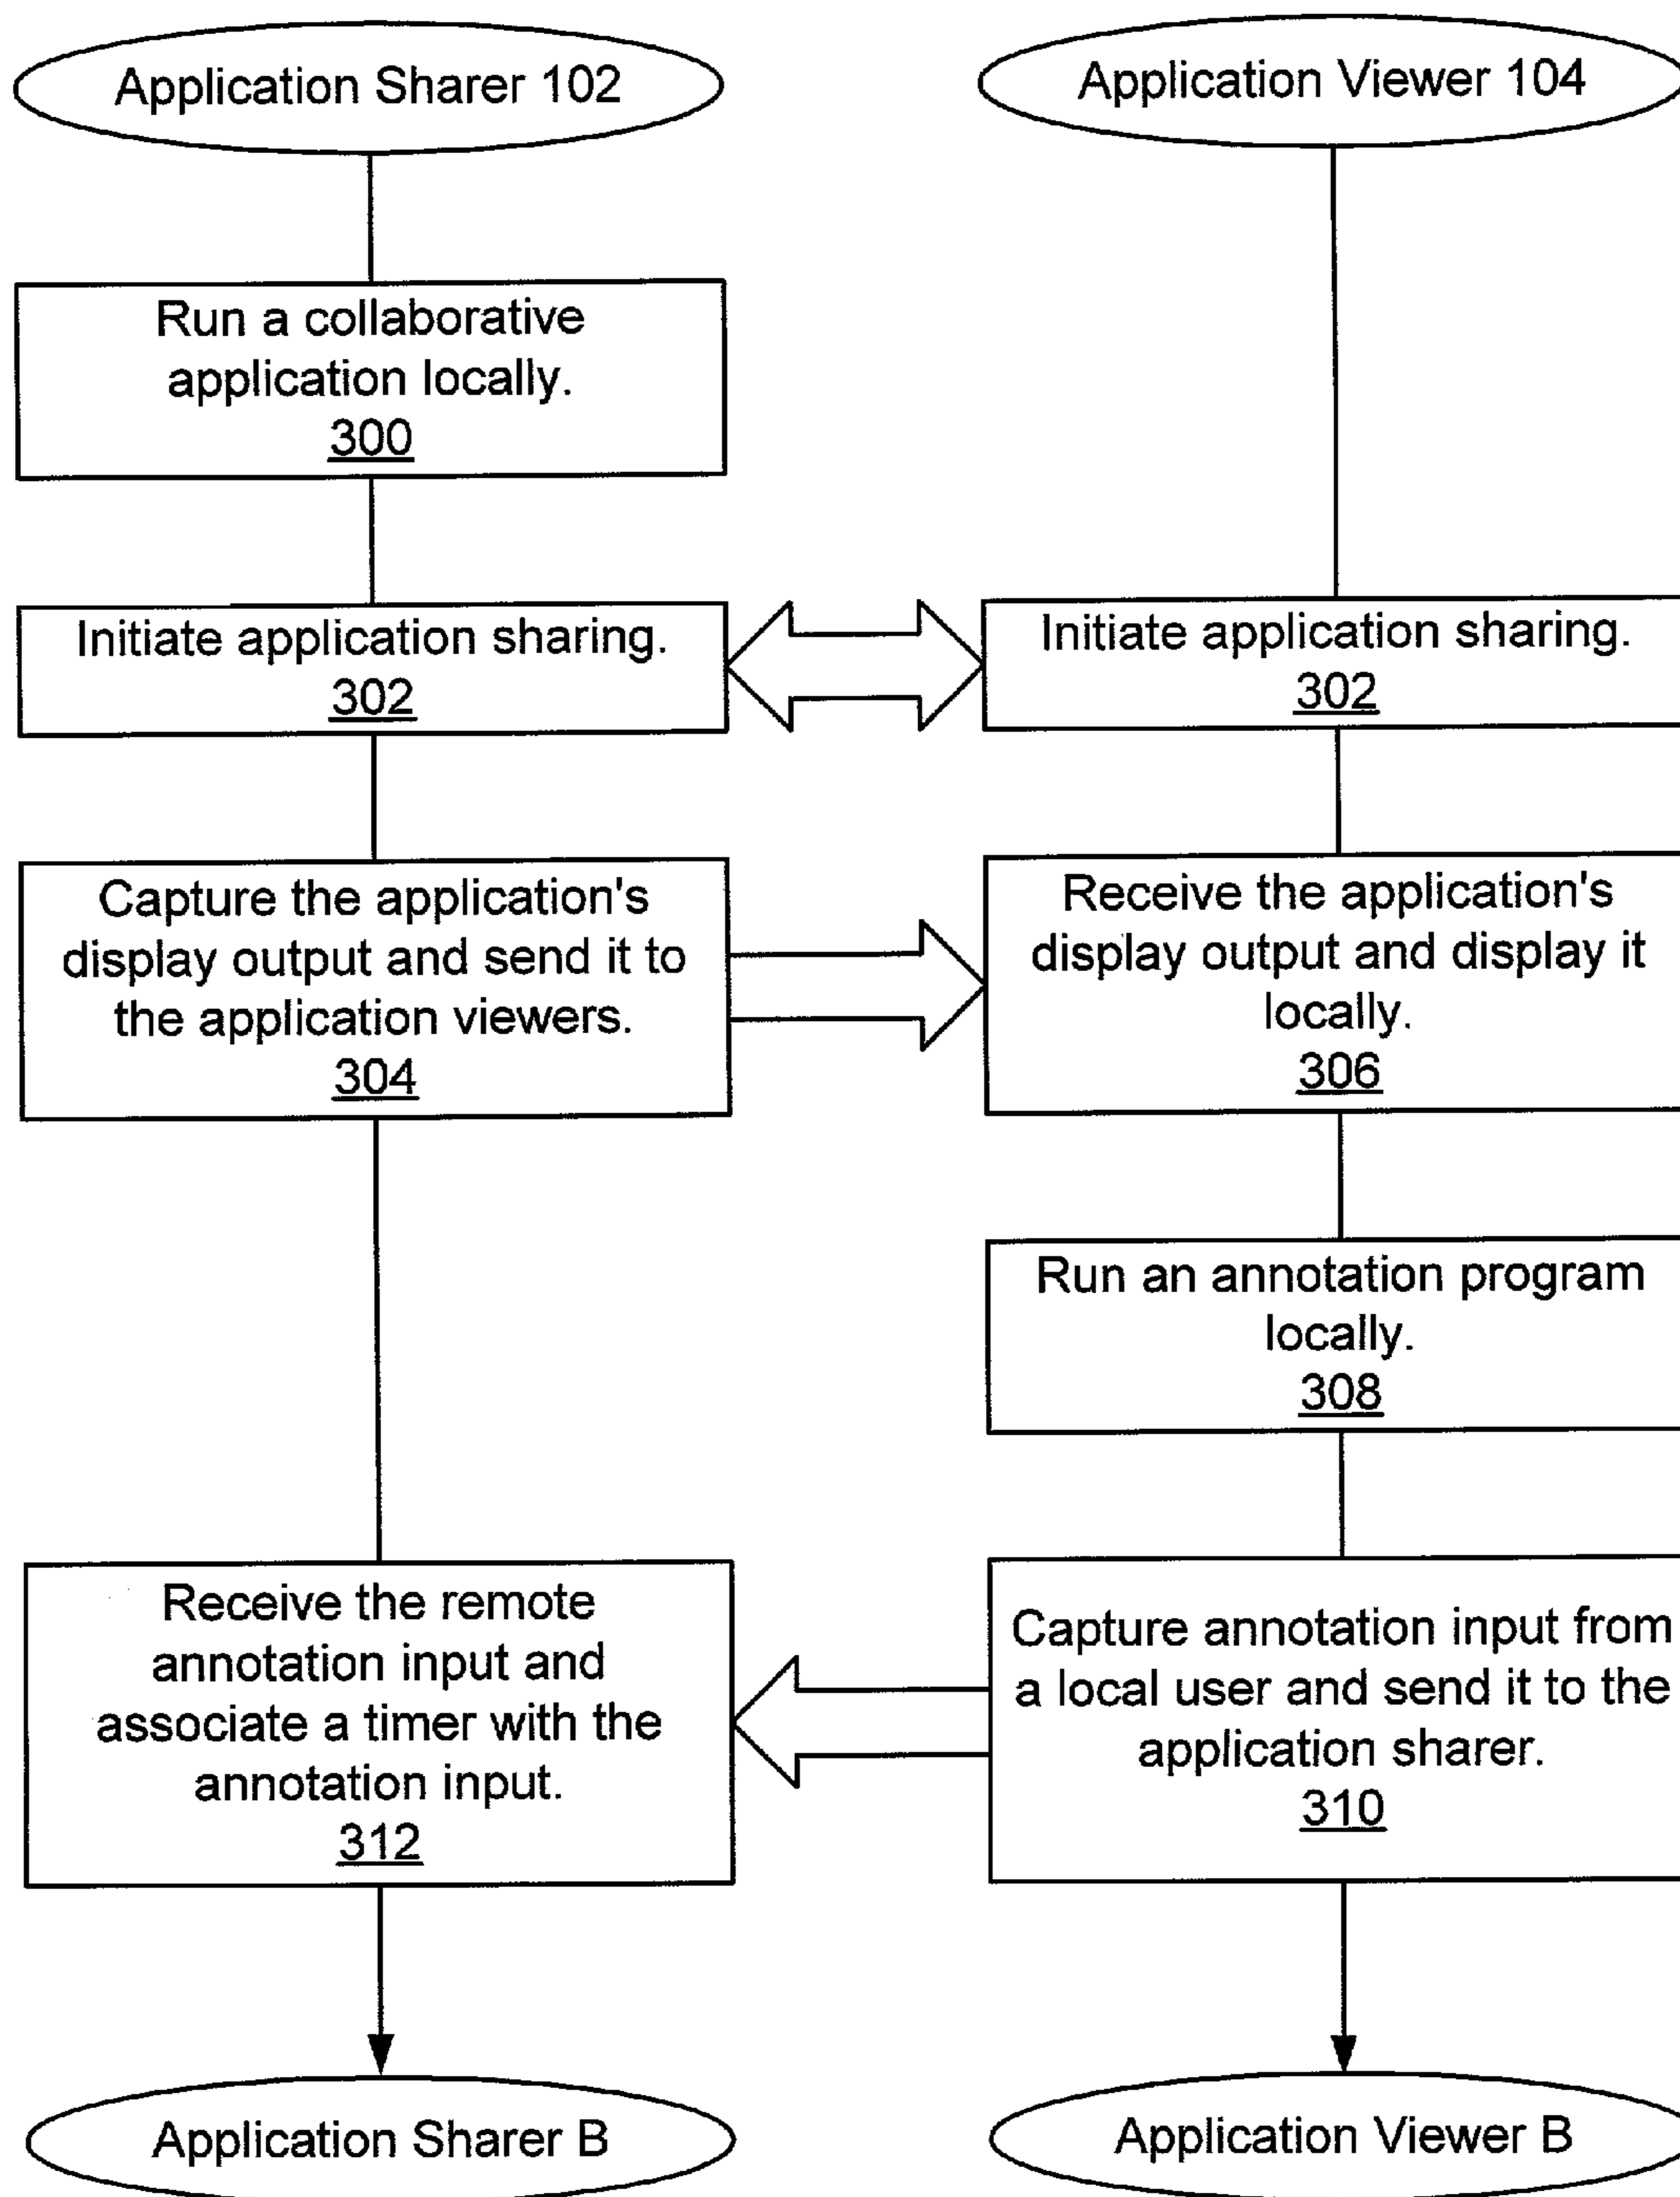 Application Sharer 102
Application Viewer 104
Run a collaborative
application locally.
300
Initiate application sharing.
302
Initiate application sharing.
302
Capture the application's
display output and send it to
the application viewers.
304
Receive the application's
display output and display it
locally.
306
Run an annotation program
locally.
308
Receive the remote
annotation input and
associate a timer with the
annotation input.
312
Capture annotation input from
a local user and send it to the
application sharer.
310
Application Sharer B
Application Viewer B